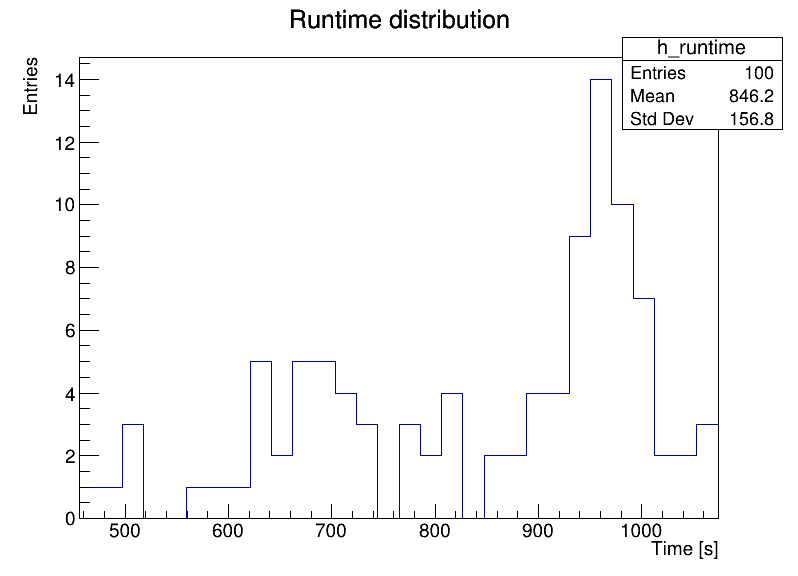 Runtime distribution
h_runtime
Entries 100
Mean 846.2
Std Dev 156.8
Entries
14
12
10
8
6
4
2
0
500 600 700 800 900 1000
Time [s]